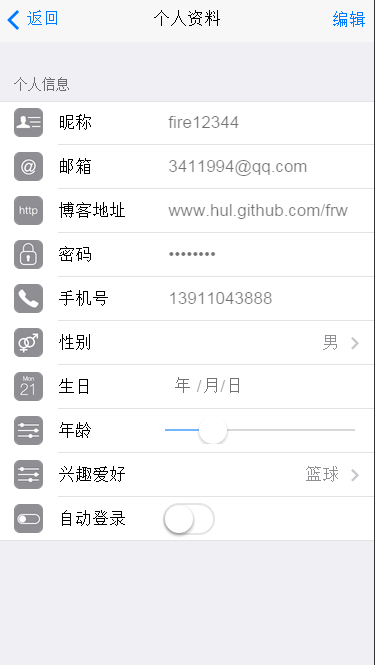 返回 个人资料 编辑
个人信息
昵称 fire12344
@ 邮箱 3411994@qq.com
http 博客地址 www.hul.github.com/frw
密码 ••••••••
手机号 13911043888
性别 男
Mon 21 生日 年 /月/日
年龄
兴趣爱好 篮球
自动登录